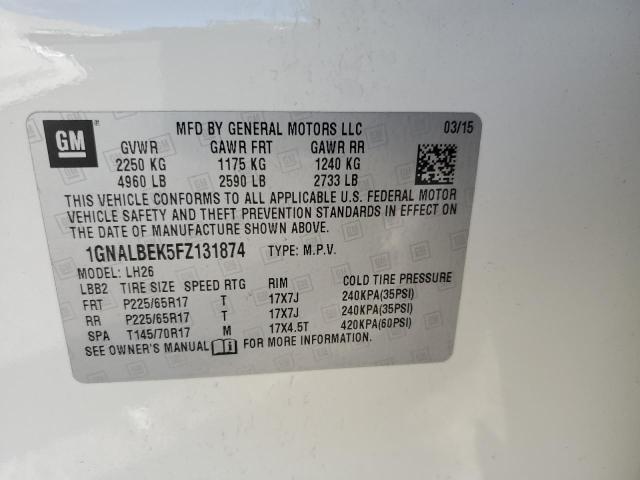 GM
MFD BY GENERAL MOTORS LLC 03/15
GVWR GAWR FRT GAWR RR
2250 KG 1175 KG 1240 KG
4960 LB 2590 LB 2733 LB
THIS VEHICLE CONFORMS TO ALL APPLICABLE U.S. FEDERAL MOTOR
VEHICLE SAFETY AND THEFT PREVENTION STANDARDS IN EFFECT ON
THE DATE OF MANUFACTURE SHOWN ABOVE.
1GNALBEK5FZ131874 TYPE: M.P.V.
MODEL: LH26
LBB2 TIRE SIZE SPEED RTG RIM COLD TIRE PRESSURE
FRT P225/65R17 T 17X7J 240KPA(35PSI)
RR P225/65R17 T 17X7J 240KPA(35PSI)
SPA T145/70R17 M 17X4.5T 420KPA(60PSI)
SEE OWNER'S MANUAL FOR MORE INFORMATION.